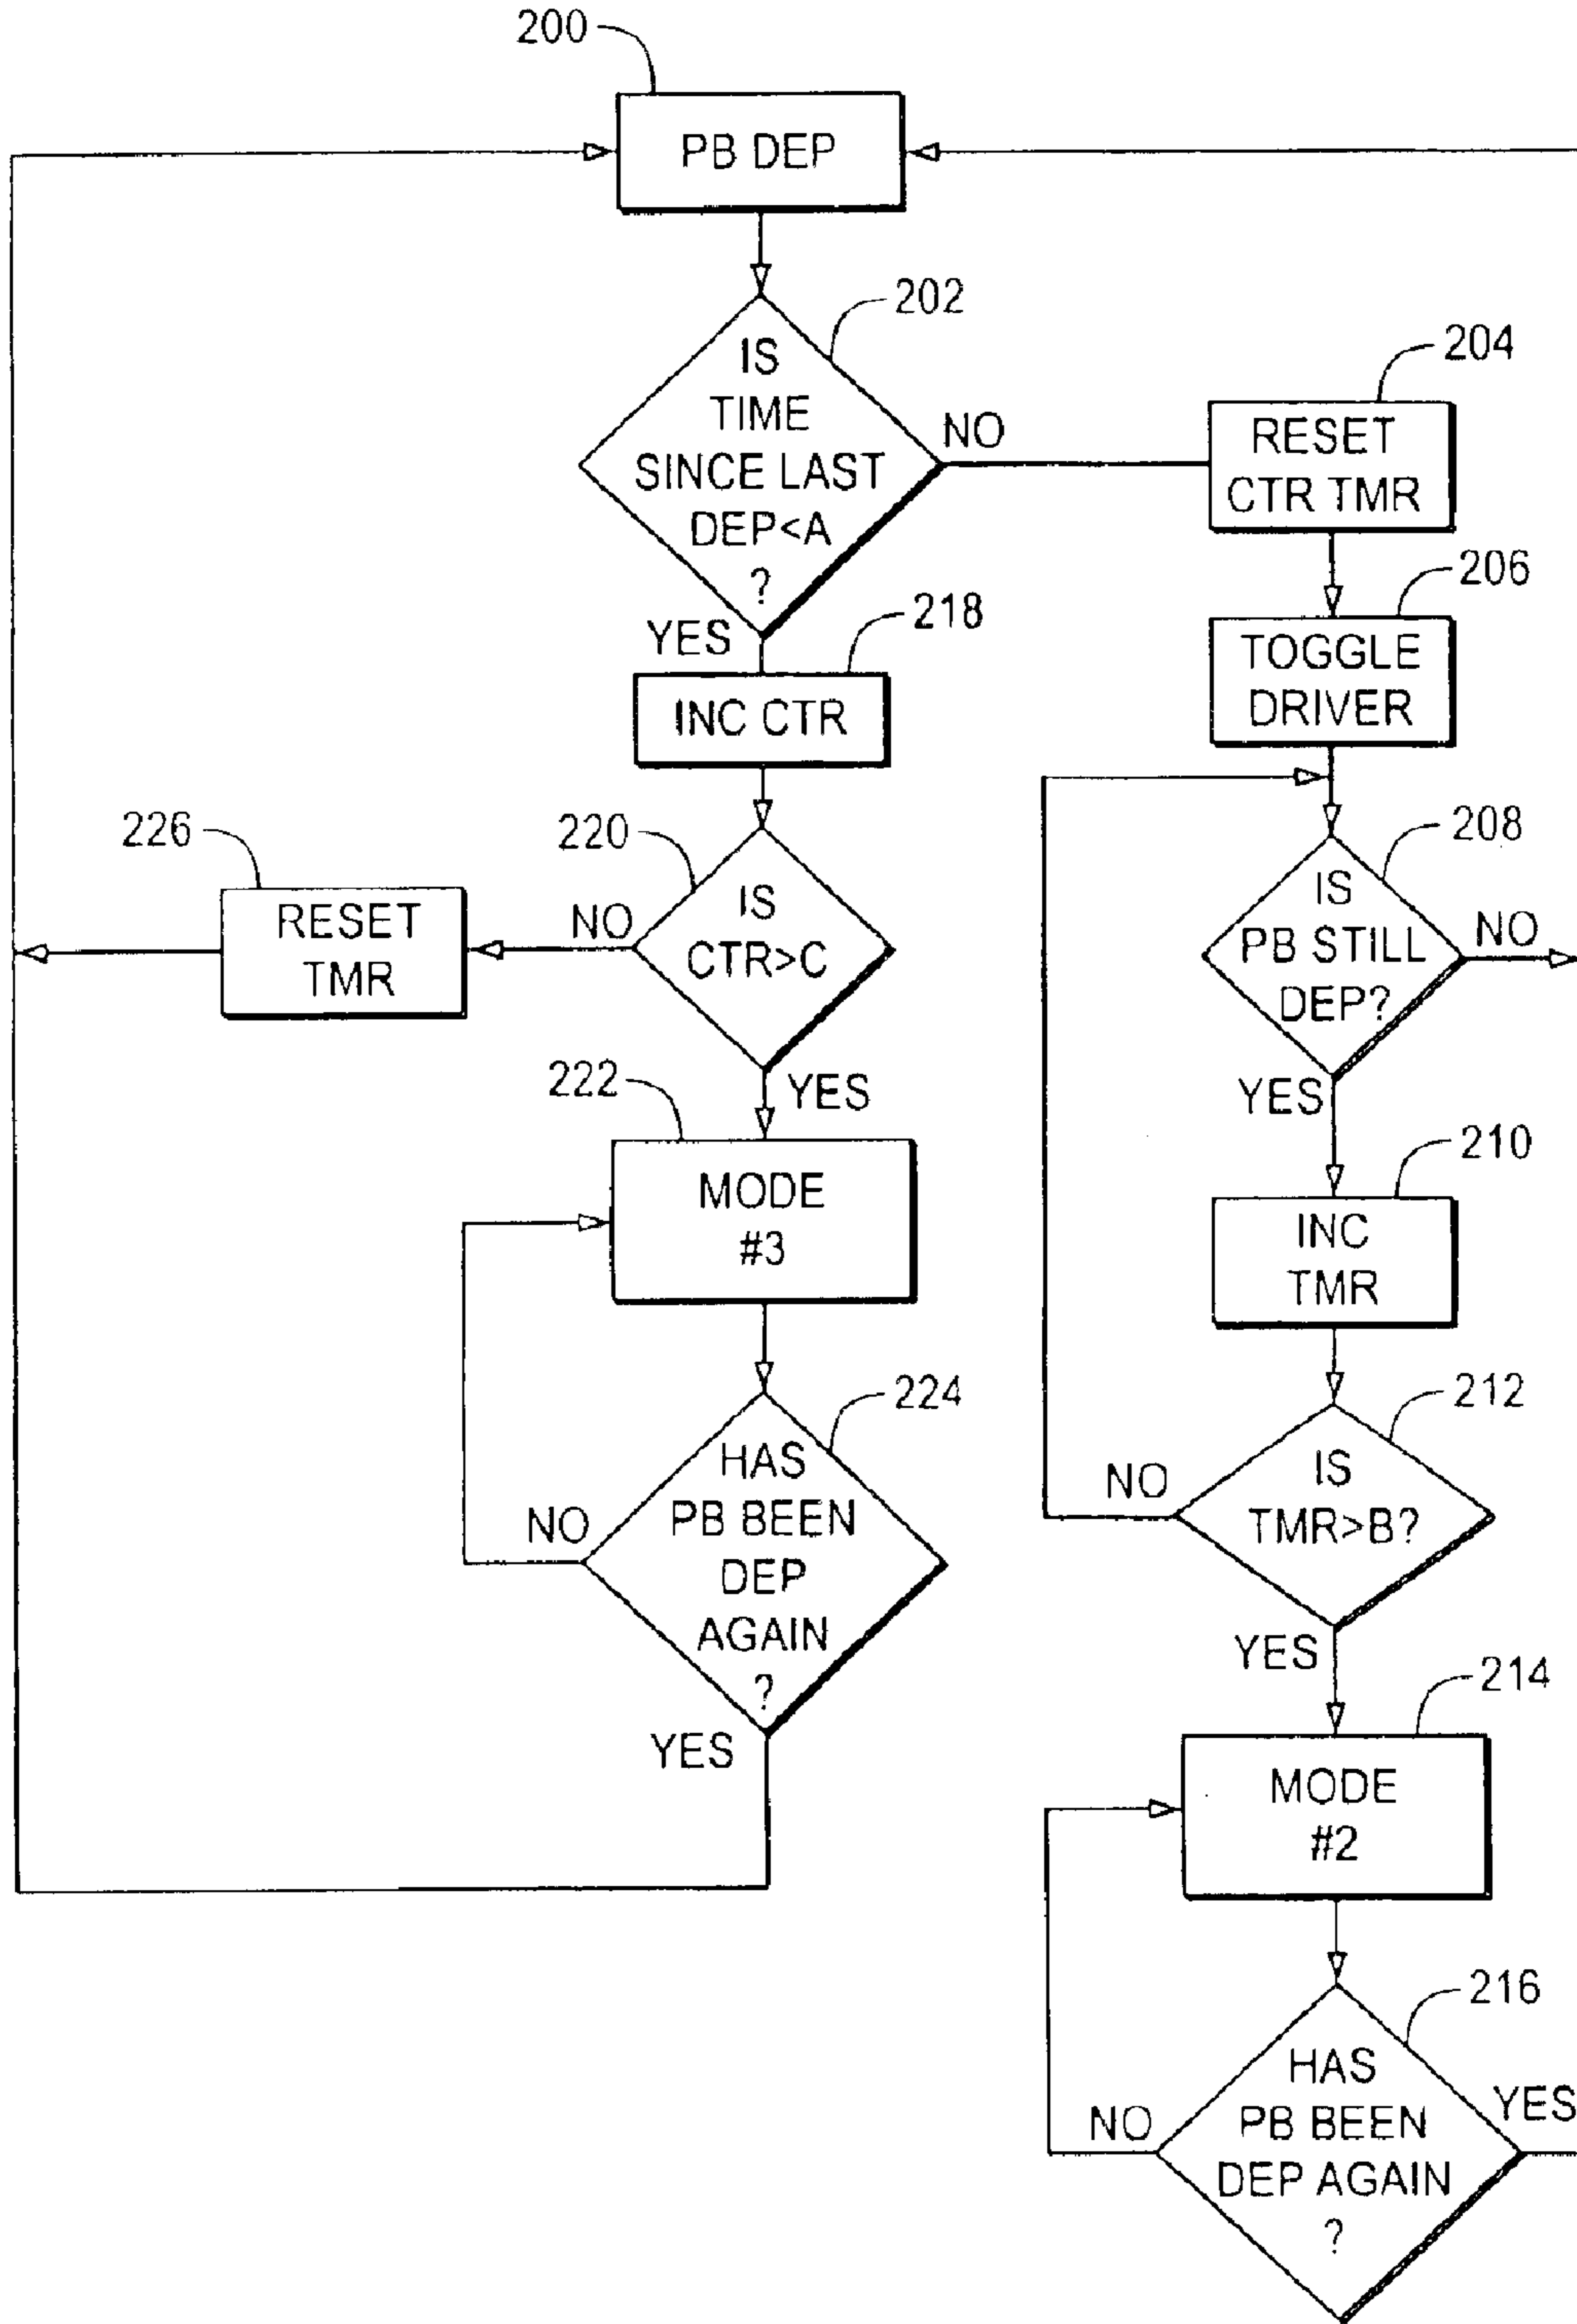 200
PB DEP
202
IS
TIME
SINCE LAST
DEP<A
?
NO
YES
204
RESET
CTR TMR
206
TOGGLE
DRIVER
218
INC CTR
220
IS
CTR>C
NO
YES
226
RESET
TMR
208
IS
PB STILL
DEP?
NO
YES
222
MODE
#3
210
INC
TMR
224
HAS
PB BEEN
DEP
AGAIN
?
NO
YES
212
IS
TMR>B?
NO
YES
214
MODE
#2
216
HAS
PB BEEN
DEP AGAIN
?
NO
YES